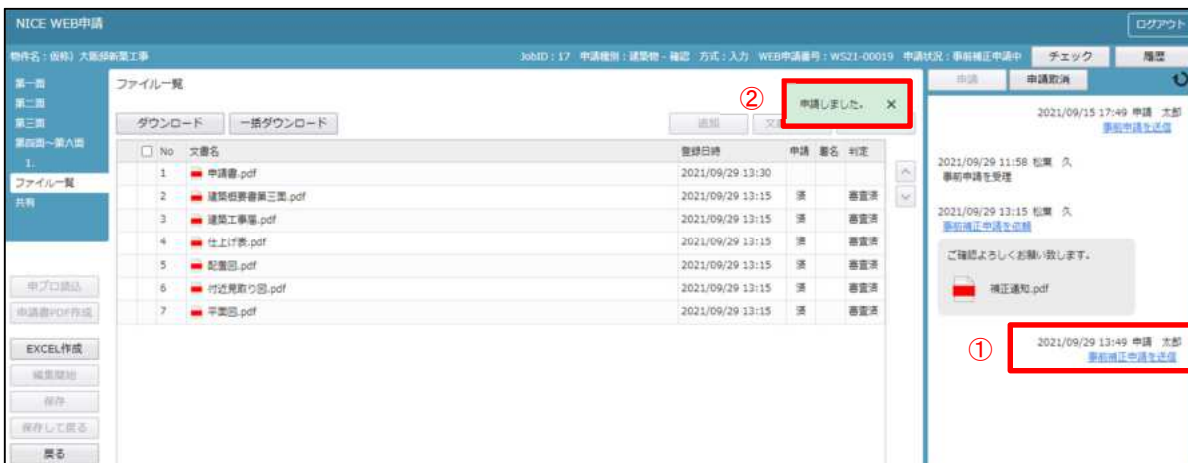 NICE WEB申請
ログアウト
物件名：仮称）大阪邸新築工事
JobID：17 申請種別：建築物 - 確認 方式：入力 WEB申請番号：WS21-00019 申請状況：事前補正申請中
チェック
履歴
第一面
第二面
第三面
第四面～第六面
1.
ファイル一覧
共有
申プロ読込
申請書PDF作成
EXCEL作成
編集開始
保存
保存して戻る
戻る
ファイル一覧
②
申請しました。 ×
ダウンロード
一括ダウンロード
追加
No 文書名 登録日時 申請 署名 判定
1 申請書.pdf 2021/09/29 13:30
2 建築概要書第三面.pdf 2021/09/29 13:15 済 審査済
3 建築工事届.pdf 2021/09/29 13:15 済 審査済
4 仕上げ表.pdf 2021/09/29 13:15 済 審査済
5 配置図.pdf 2021/09/29 13:15 済 審査済
6 付近見取り図.pdf 2021/09/29 13:15 済 審査済
7 平面図.pdf 2021/09/29 13:15 済 審査済
申請
申請取消
2021/09/15 17:49 申請 太郎
事前申請を送信
2021/09/29 11:58 松葉 久
事前申請を受理
2021/09/29 13:15 松葉 久
事前補正申請を依頼
ご確認よろしくお願い致します。
補正通知.pdf
①
2021/09/29 13:49 申請 太郎
事前補正申請を送信